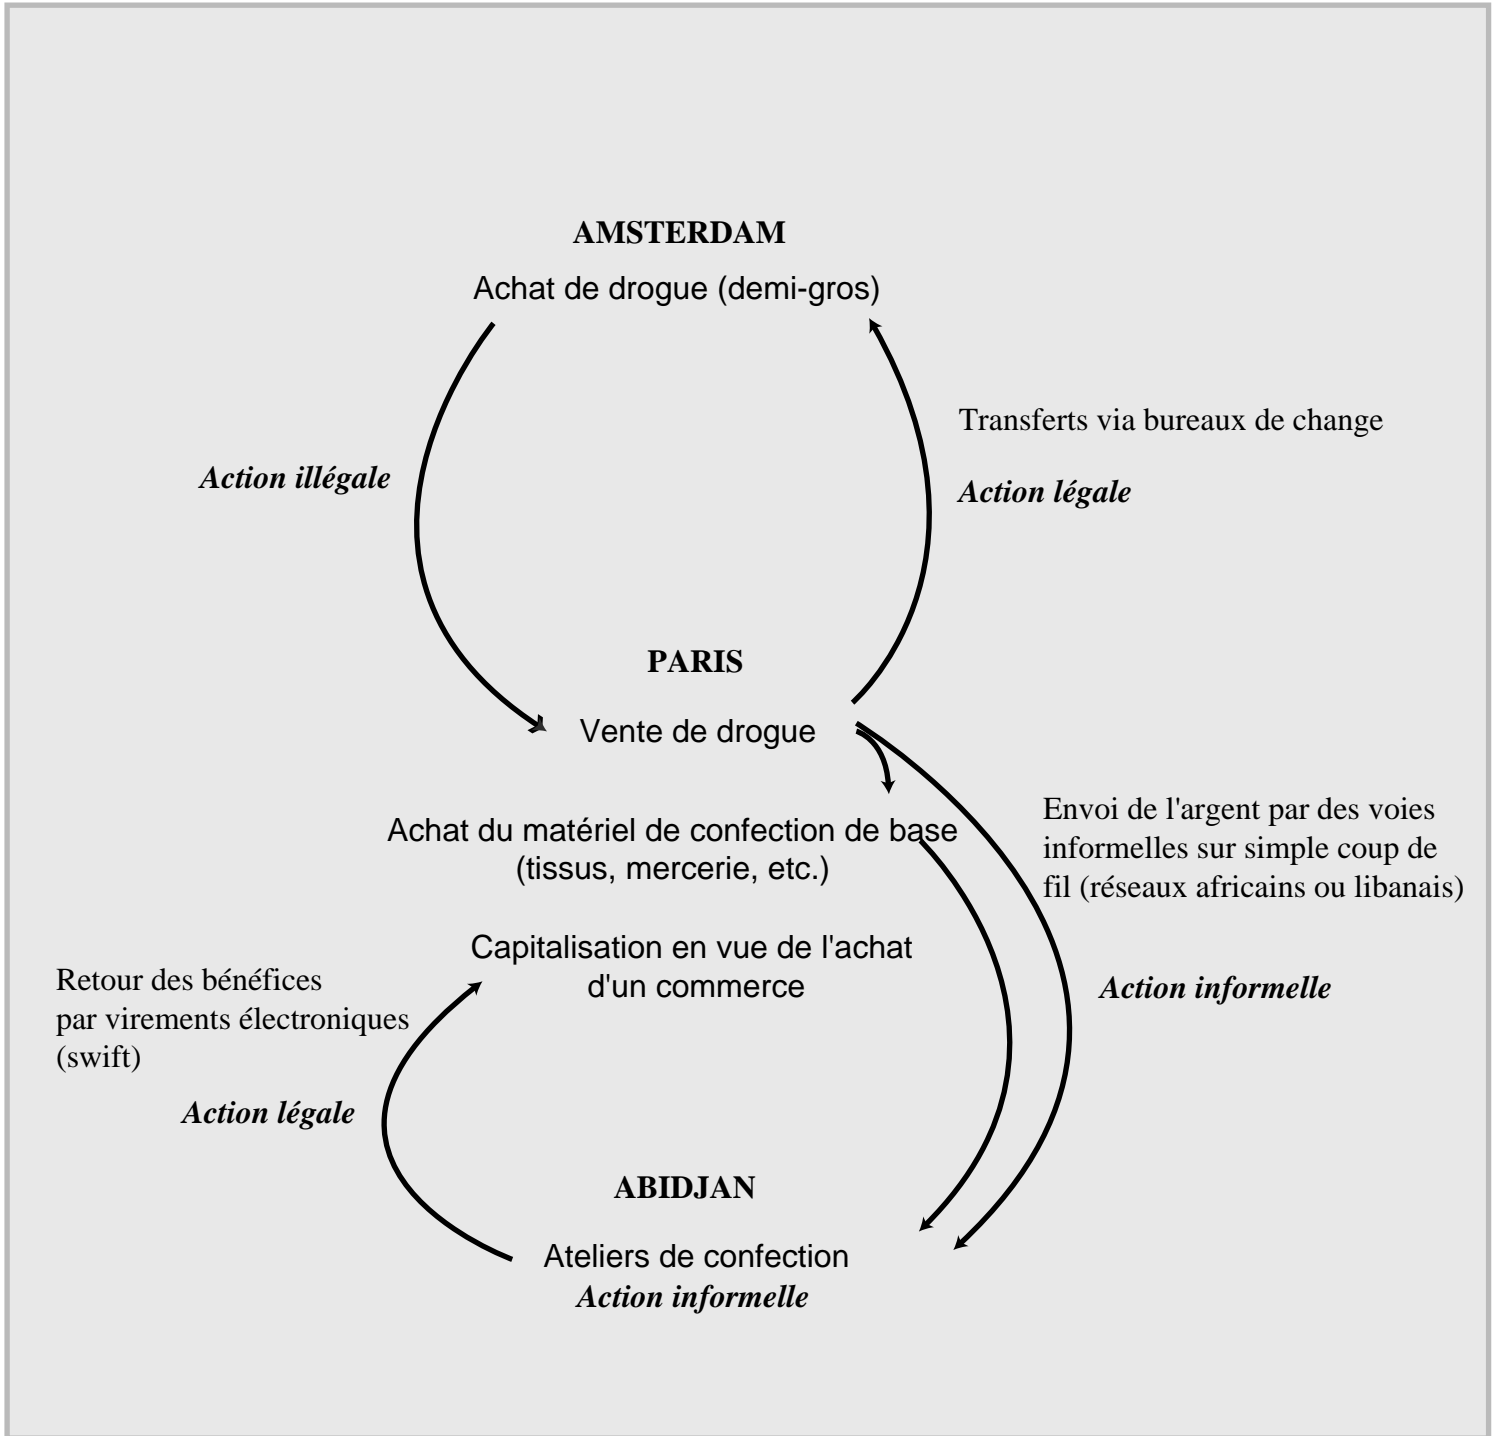 AMSTERDAM
Achat de drogue (demi-gros)
Transferts via bureaux de change
Action illégale
Action légale
PARIS
Vente de drogue
Achat du matériel de confection de base
(tissus, mercerie, etc.)
Envoi de l'argent par des voies
informelles sur simple coup de
fil (réseaux africains ou libanais)
Capitalisation en vue de l'achat
d'un commerce
Action informelle
Retour des bénéfices
par virements électroniques
(swift)
Action légale
ABIDJAN
Ateliers de confection
Action informelle